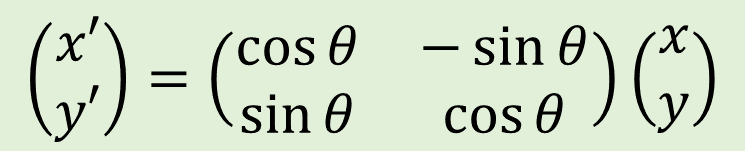 (x′ y′) = (cos θ − sin θ sin θ cos θ) (x y)